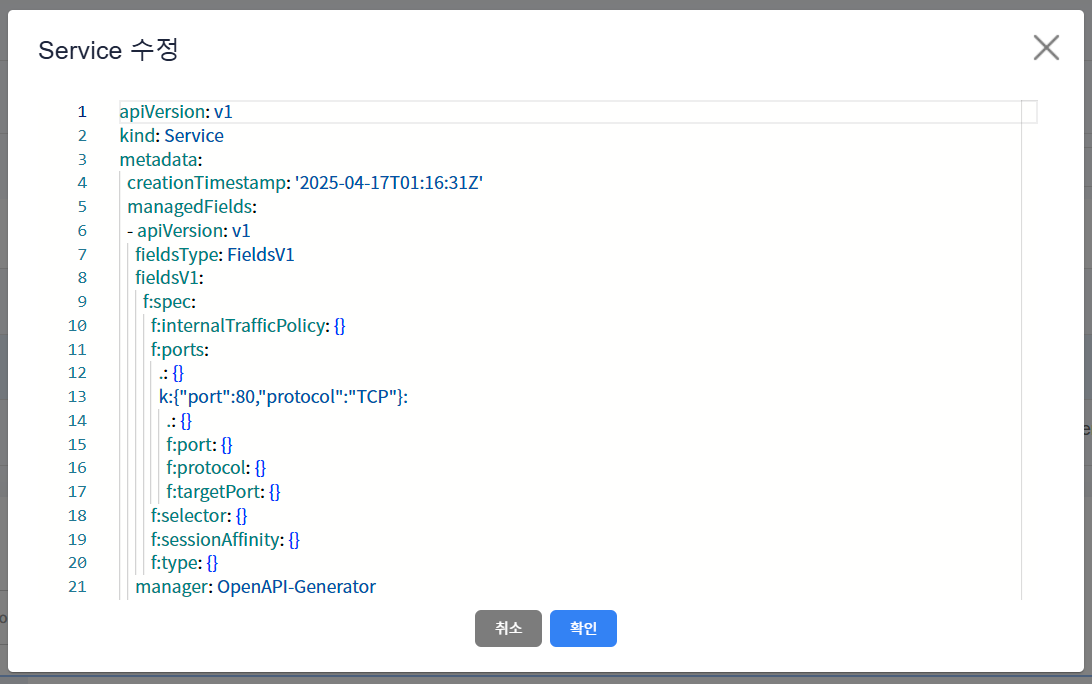 Service 수정
1 apiVersion: v1
2 kind: Service
3 metadata:
4 creationTimestamp: '2025-04-17T01:16:31Z'
5 managedFields:
6 - apiVersion: v1
7 fieldsType: FieldsV1
8 fieldsV1:
9 f:spec:
10 f:internalTrafficPolicy: {}
11 f:ports:
12 .: {}
13 k:{"port":80,"protocol":"TCP"}:
14 .: {}
15 f:port: {}
16 f:protocol: {}
17 f:targetPort: {}
18 f:selector: {}
19 f:sessionAffinity: {}
20 f:type: {}
21 manager: OpenAPI-Generator
취소 확인